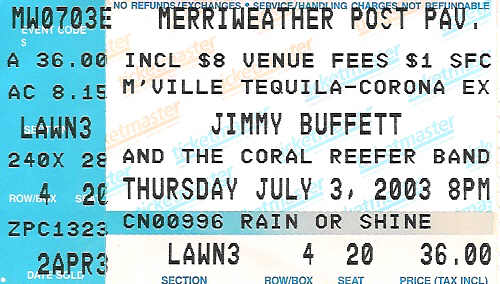 NO REFUNDS/EXCHANGES • SERVICE/HANDLING CHARGES NOT REFUNDABLE
MW0703E MERRIWEATHER POST PAV.
EVENT CODE
S
A 36.00 INCL $8 VENUE FEES $1 SFC
AC 8.15 M'VILLE TEQUILA-CORONA EX
LAWN3 JIMMY BUFFETT
240X 28 AND THE CORAL REEFER BAND
ROW/BOX
4 20 THURSDAY JULY 3, 2003 8PM
ZPC1323 CN00996 RAIN OR SHINE
2APR3 LAWN3 4 20 36.00
DATE SOLD SECTION ROW/BOX SEAT PRICE (TAX INCL)